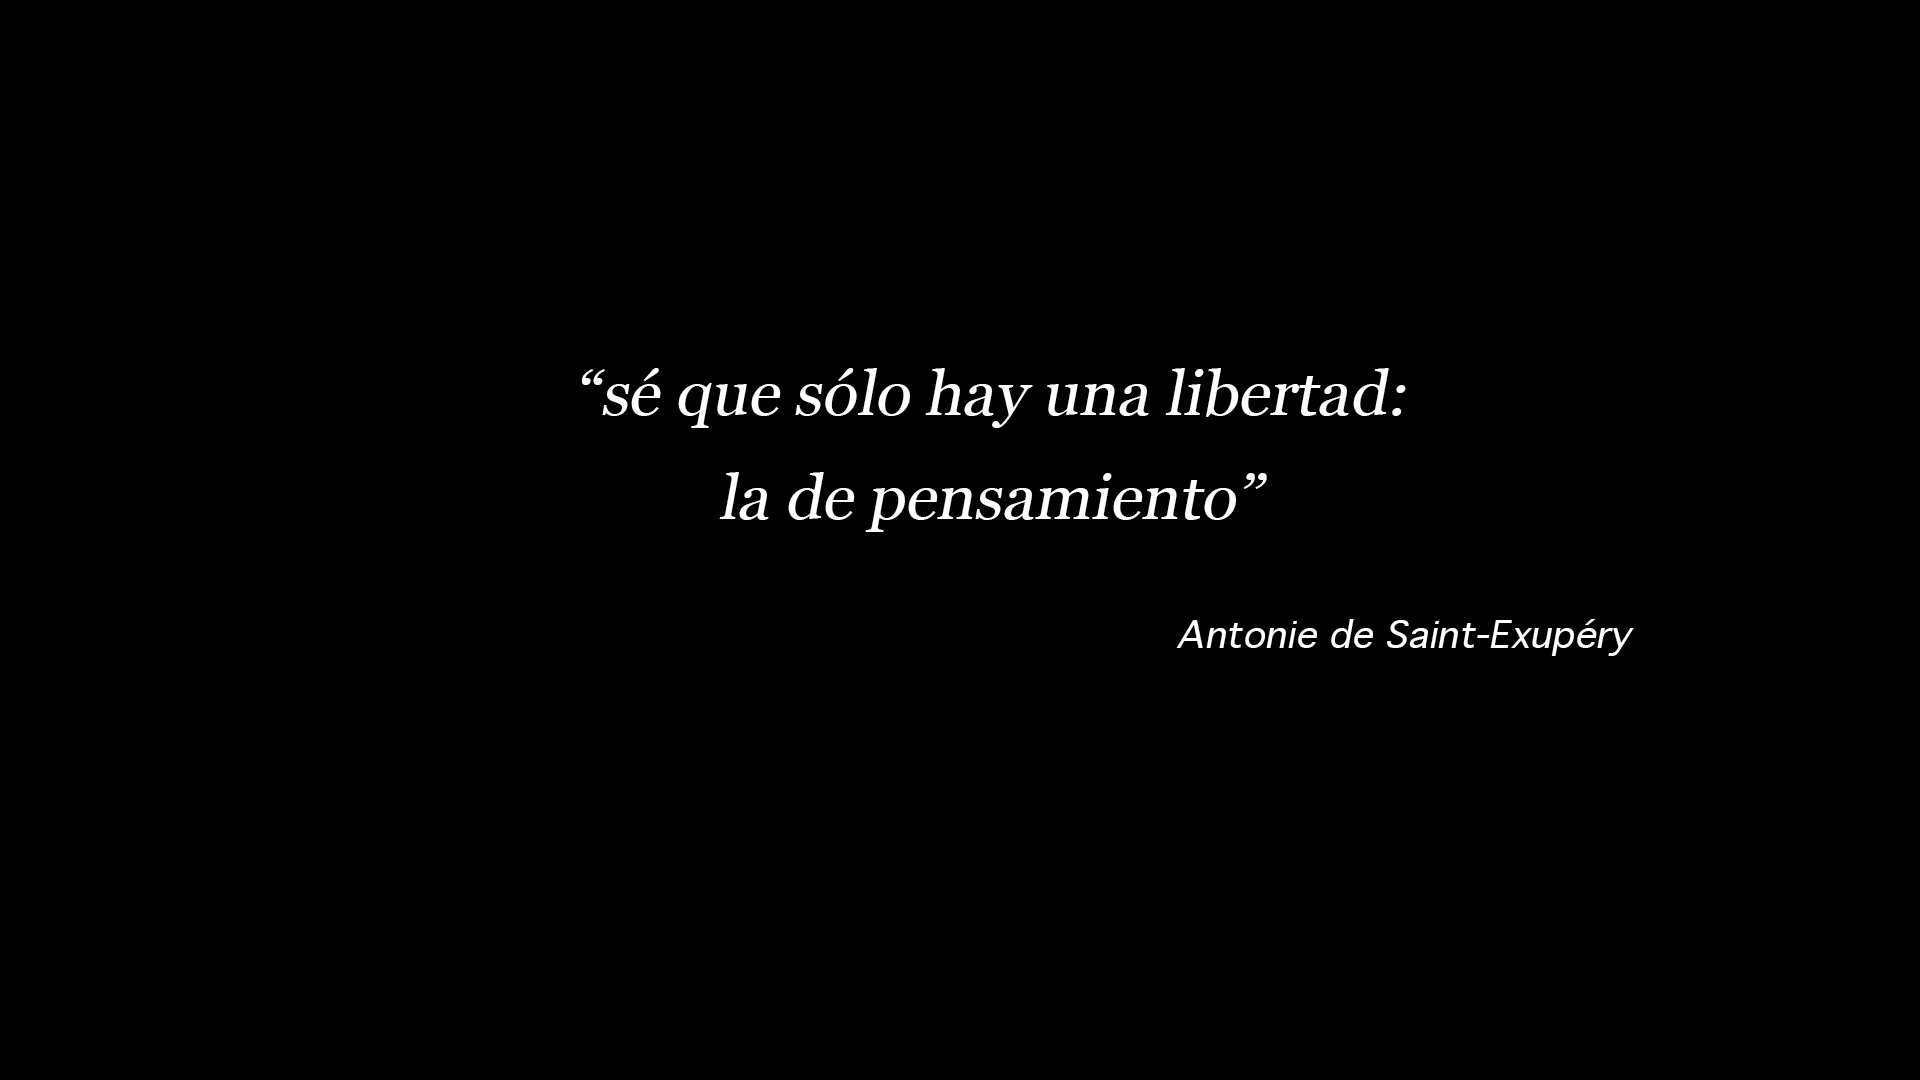 “sé que sólo hay una libertad:
la de pensamiento”
Antonie de Saint-Exupéry